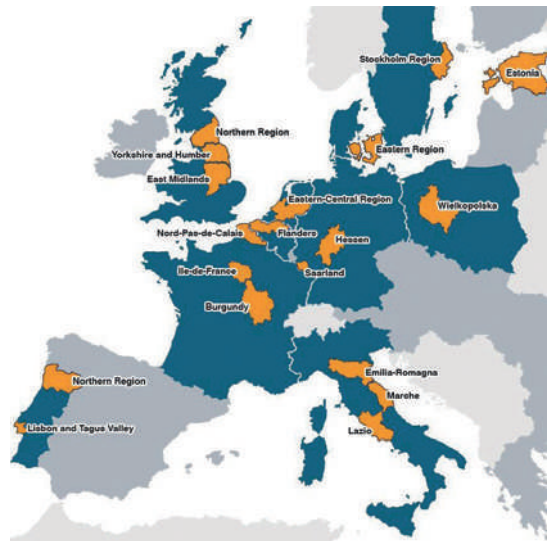 Stockholm Region
Estonia
Northern Region
Eastern Region
Yorkshire and Humber
East Midlands
Eastern-Central Region
Wielkopolska
Nord-Pas-de-Calais
Flanders
Hessen
Ile-de-France
Saarland
Burgundy
Emilia-Romagna
Northern Region
Marche
Lisbon and Tagus Valley
Lazio